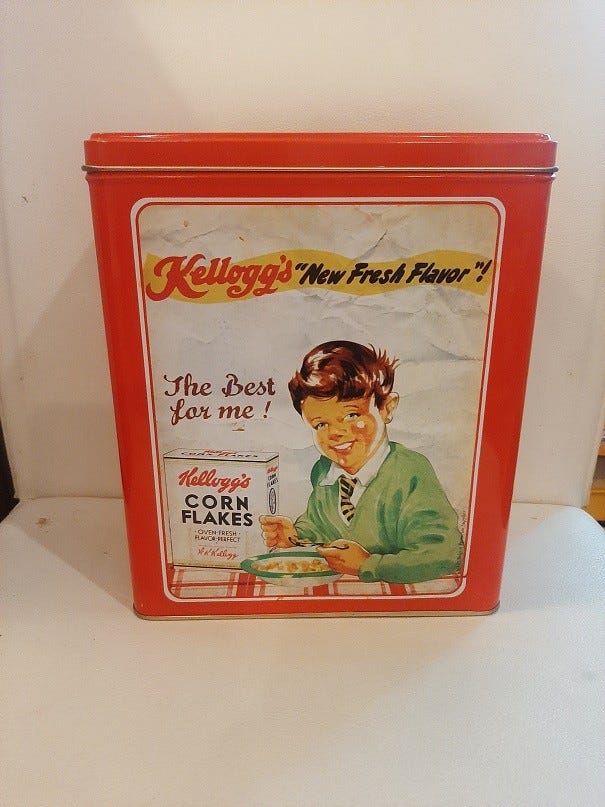 Kellogg's "New Fresh Flavor"!
The Best
for me !
Kellogg's
CORN
FLAKES
OVEN-FRESH
FLAVOR-PERFECT
W.K.Kellogg